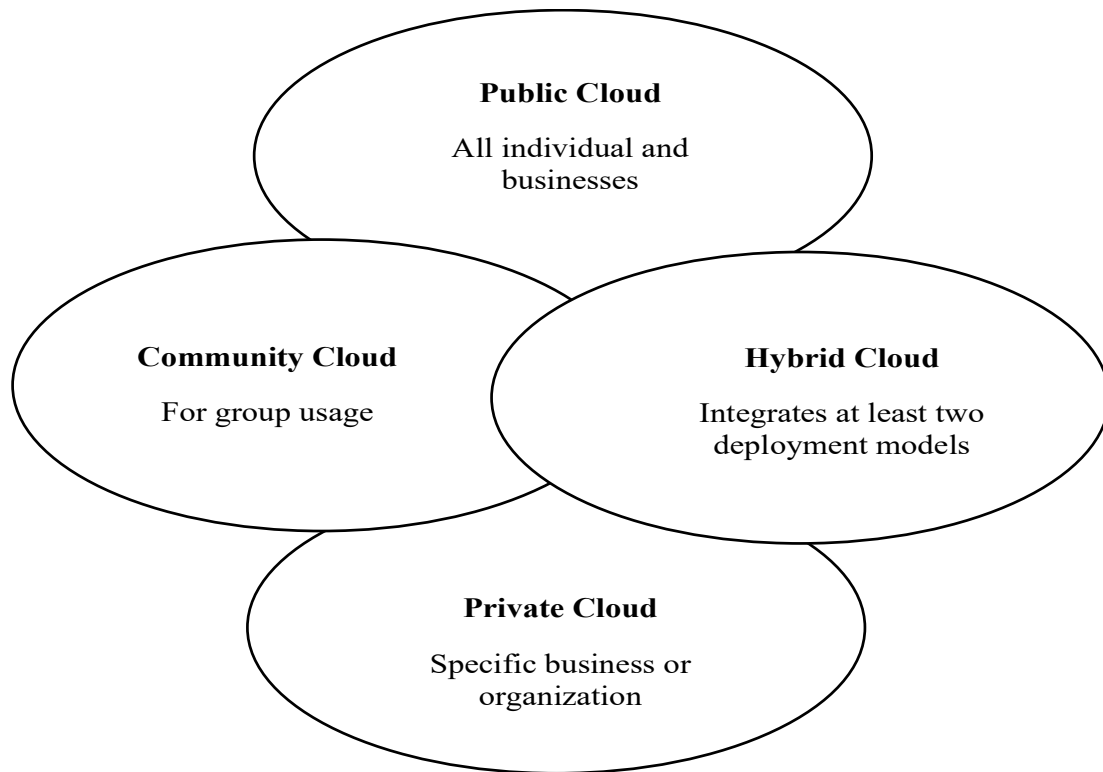 Public Cloud
All individual and
businesses
Community Cloud
For group usage
Hybrid Cloud
Integrates at least two
deployment models
Private Cloud
Specific business or
organization